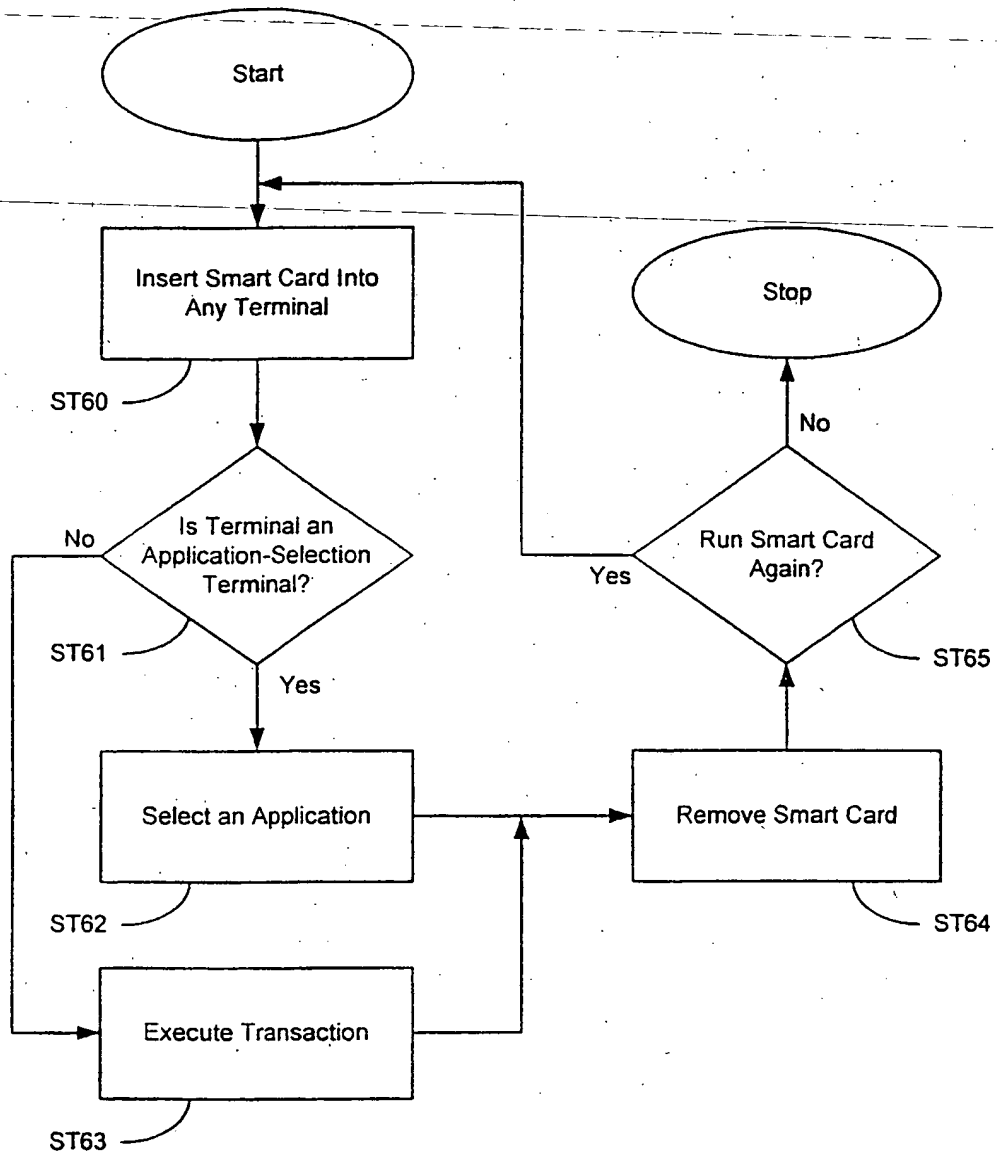 Start
Insert Smart Card Into
Any Terminal
ST60
Is Terminal an
Application-Selection
Terminal?
No
ST61
Yes
Select an Application
ST62
Execute Transaction
ST63
Stop
No
Run Smart Card
Again?
Yes
ST65
Remove Smart Card
ST64